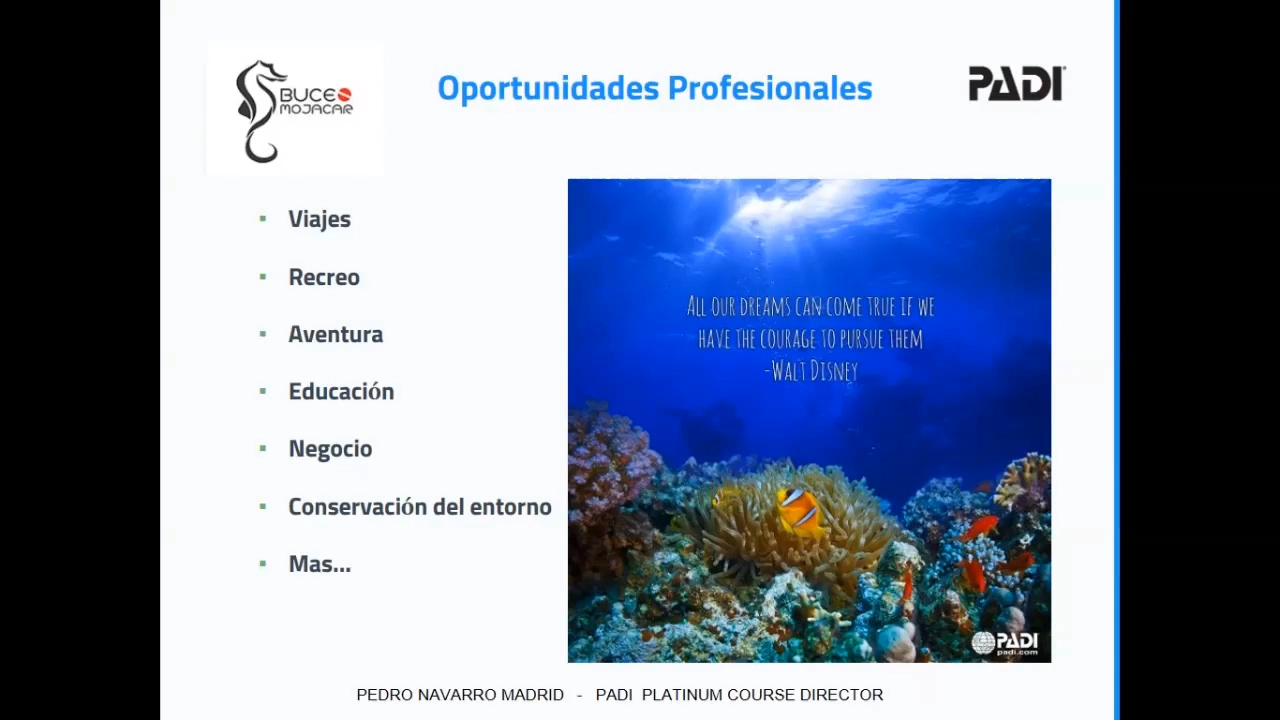 BUCEO
MOJACAR
Oportunidades Profesionales
PADI
Viajes
Recreo
Aventura
Educación
Negocio
Conservación del entorno
Mas...
ALL OUR DREAMS CAN COME TRUE IF WE
HAVE THE COURAGE TO PURSUE THEM
-WALT DISNEY
PADI
padi.com
PEDRO NAVARRO MADRID - PADI PLATINUM COURSE DIRECTOR